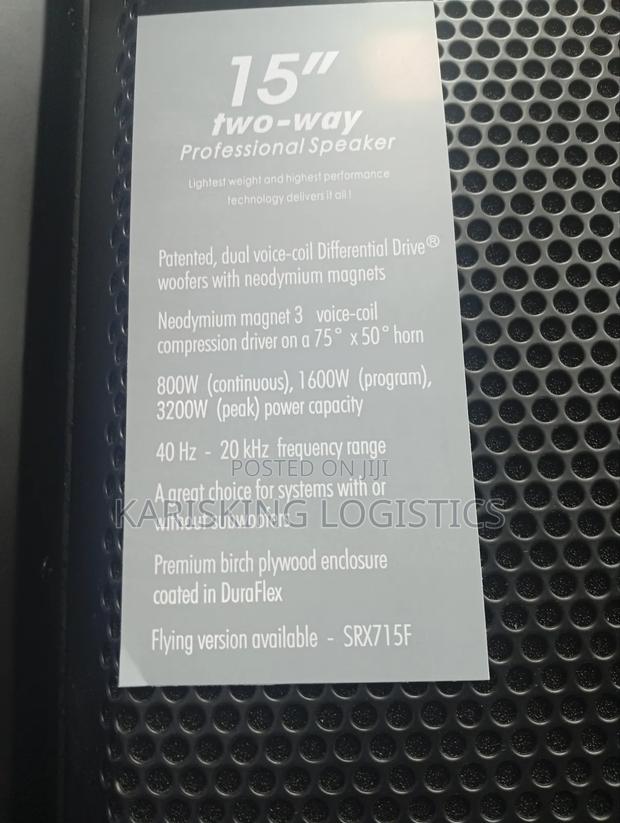 15"
two-way
Professional Speaker
Lightest weight and highest performance
technology delivers it all !
Patented, dual voice-coil Differential Drive®
woofers with neodymium magnets
Neodymium magnet 3 voice-coil
compression driver on a 75° x 50° horn
800W (continuous), 1600W (program),
3200W (peak) power capacity
40 Hz - 20 kHz frequency range
POSTED ON JIJI
A great choice for systems with or
KARISKING LOGISTICS
without subwoofers
Premium birch plywood enclosure
coated in DuraFlex
Flying version available - SRX715F